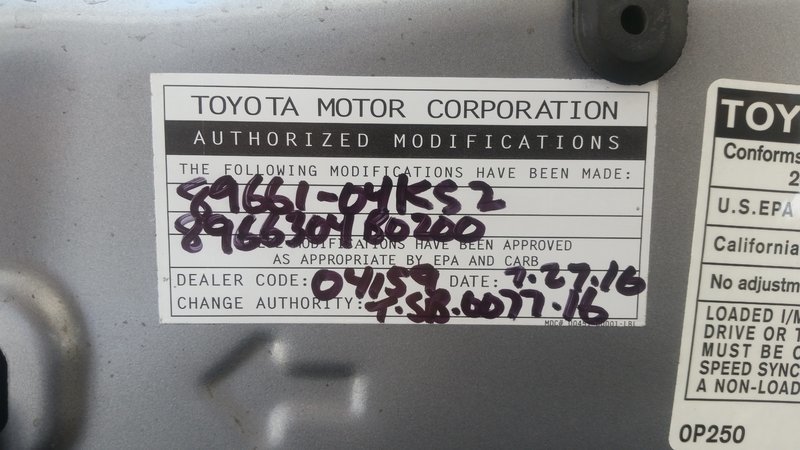 TOYOTA MOTOR CORPORATION
AUTHORIZED MODIFICATIONS
THE FOLLOWING MODIFICATIONS HAVE BEEN MADE:
89661-04KS2
8966304B0200
MODIFICATIONS HAVE BEEN APPROVED
AS APPROPRIATE BY EPA AND CARB
DEALER CODE: 04159 DATE: 7.27.16
CHANGE AUTHORITY: T.SB.0077.16
TOY
Conforms
2
U.S.EPA
California
No adjustm
LOADED I/M
DRIVE OR T
MUST BE C
SPEED SYNC
A NON-LOAD
0P250